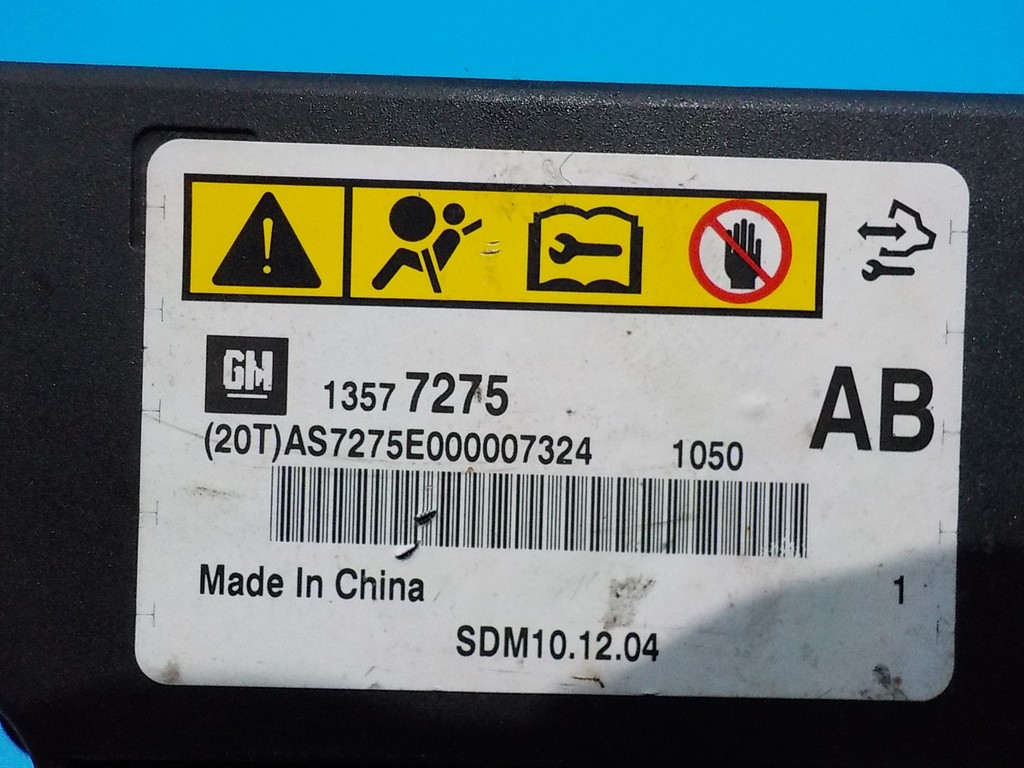 GM 1357 7275 AB
(20T)AS7275E000007324 1050
Made In China 1
SDM10.12.04